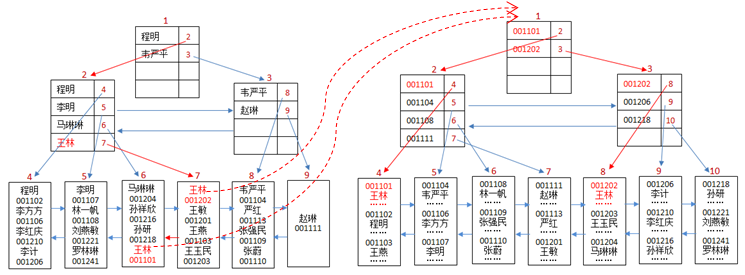 1
程明 2
韦严平 3
2
程明 4
李明 5
马琳琳 6
王林 7
3
韦严平 8
赵琳 9
4
程明
001102
李方方
001106
李红庆
001210
李计
001206
5
李明
001107
林一帆
001108
刘燕敏
001221
罗林琳
001241
6
马琳琳
001204
孙祥欣
001216
孙研
001218
王林
001101
7
王林
001202
王敏
001201
王燕
001103
王玉民
001203
8
韦严平
001104
严红
001113
张强民
001109
张蔚
001110
9
赵琳
001111
1
001101 2
001202 3
2
001101 4
001104 5
001108 6
001111 7
3
001202 8
001206 9
001218 10
4
001101
王林
……
001102
程明
……
001103
王燕
……
5
001104
韦严平
……
001106
李方方
……
001107
李明
……
6
001108
林一帆
……
001109
张强民
……
001110
张蔚
……
7
001111
赵琳
……
001113
严红
……
001201
王敏
……
8
001202
王林
……
001203
王玉民
……
001204
马琳琳
……
9
001206
李计
……
001210
李红庆
……
001216
孙祥欣
……
10
001218
孙研
……
001221
刘燕敏
……
001241
罗林琳
……